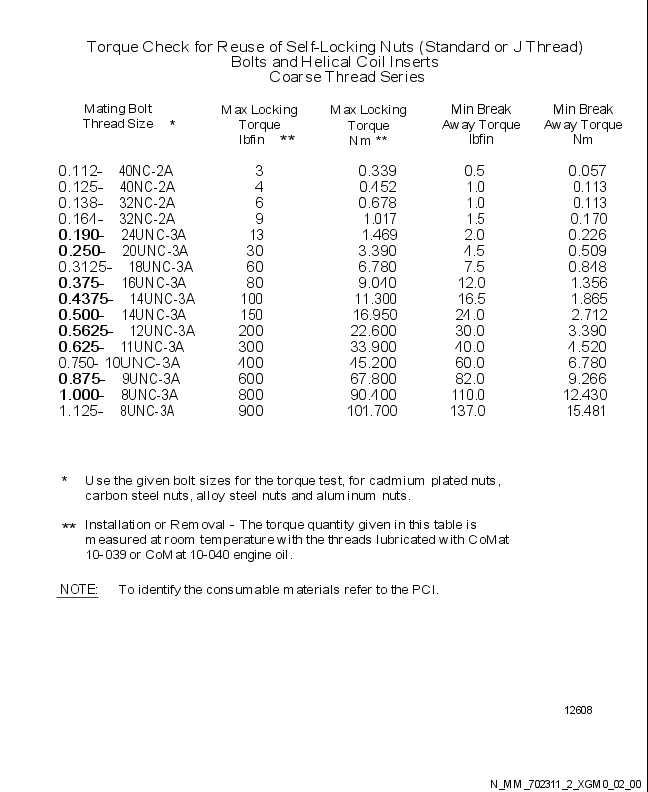 Torque Check for Reuse of Self-Locking Nuts (Standard or J Thread)
Bolts and Helical Coil Inserts
Coarse Thread Series
Mating Bolt Max Locking Max Locking Min Break Min Break
Thread Size * Torque Torque Away Torque Away Torque
lbfin ** Nm ** lbfin Nm
0.112- 40NC-2A 3 0.339 0.5 0.057
0.125- 40NC-2A 4 0.452 1.0 0.113
0.138- 32NC-2A 6 0.678 1.0 0.113
0.164- 32NC-2A 9 1.017 1.5 0.170
0.190- 24UNC-3A 13 1.469 2.0 0.226
0.250- 20UNC-3A 30 3.390 4.5 0.509
0.3125- 18UNC-3A 60 6.780 7.5 0.848
0.375- 16UNC-3A 80 9.040 12.0 1.356
0.4375- 14UNC-3A 100 11.300 16.5 1.865
0.500- 14UNC-3A 150 16.950 24.0 2.712
0.5625- 12UNC-3A 200 22.600 30.0 3.390
0.625- 11UNC-3A 300 33.900 40.0 4.520
0.750- 10UNC-3A 400 45.200 60.0 6.780
0.875- 9UNC-3A 600 67.800 82.0 9.266
1.000- 8UNC-3A 800 90.400 110.0 12.430
1.125- 8UNC-3A 900 101.700 137.0 15.481
* Use the given bolt sizes for the torque test, for cadmium plated nuts,
carbon steel nuts, alloy steel nuts and aluminum nuts.
** Installation or Removal - The torque quantity given in this table is
measured at room temperature with the threads lubricated with CoMat
10-039 or CoMat 10-040 engine oil.
NOTE: To identify the consumable materials refer to the PCI.
12608
N_MM_702311_2_XGM0_02_00